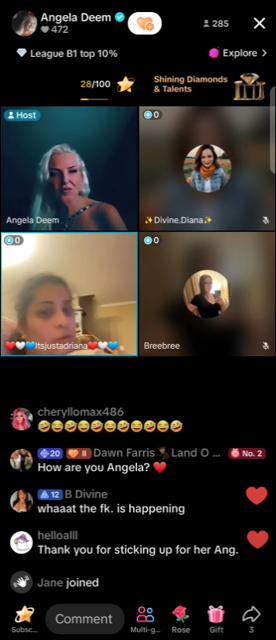 Angela Deem
472
285
League B1 top 10%
Explore >
28/100
Shining Diamonds
& Talents
Host
0
Angela Deem
✨Divine.Diana✨
0
0
❤️🤍💙Itsjustadriana❤️🤍💙
Breebree
cheryllomax486
🤣😂🤣😂🤣😂🤣😂🤣😂🤣
20 II Dawn Farris Land O ... No. 2
How are you Angela? ❤️
12 B Divine
whaaat the fk. is happening
helloalll
Thank you for sticking up for her Ang.
Jane joined
Subsc...
Comment
Multi-g...
Rose
Gift
3